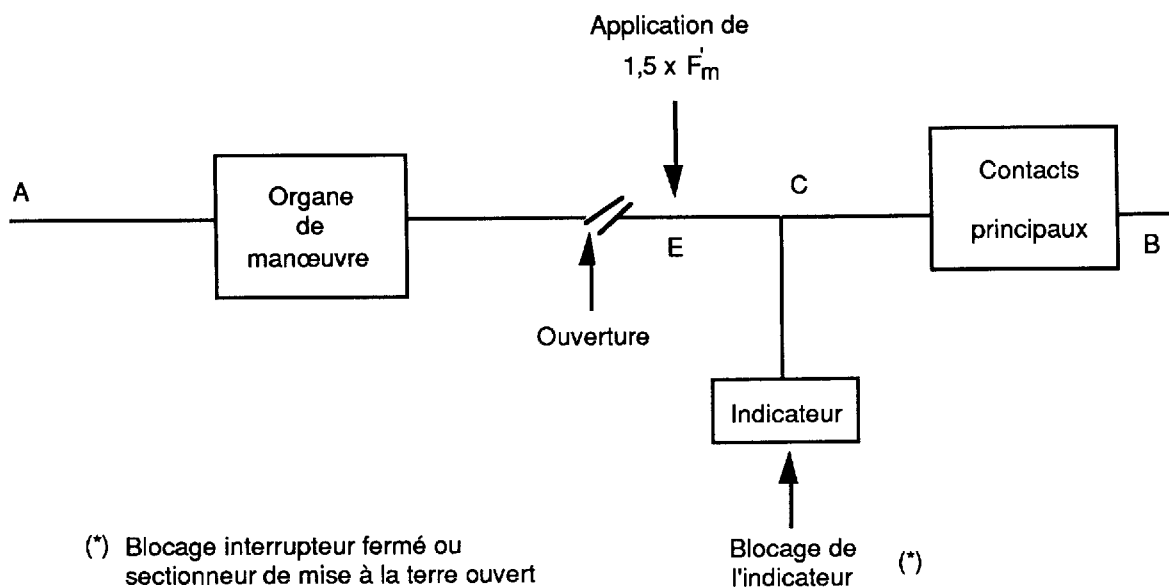 Application de
1,5 x F'm
A
Organe
de
manœuvre
E
C
Contacts
principaux
B
Ouverture
Indicateur
(*) Blocage interrupteur fermé ou
sectionneur de mise à la terre ouvert
Blocage de
l'indicateur (*)